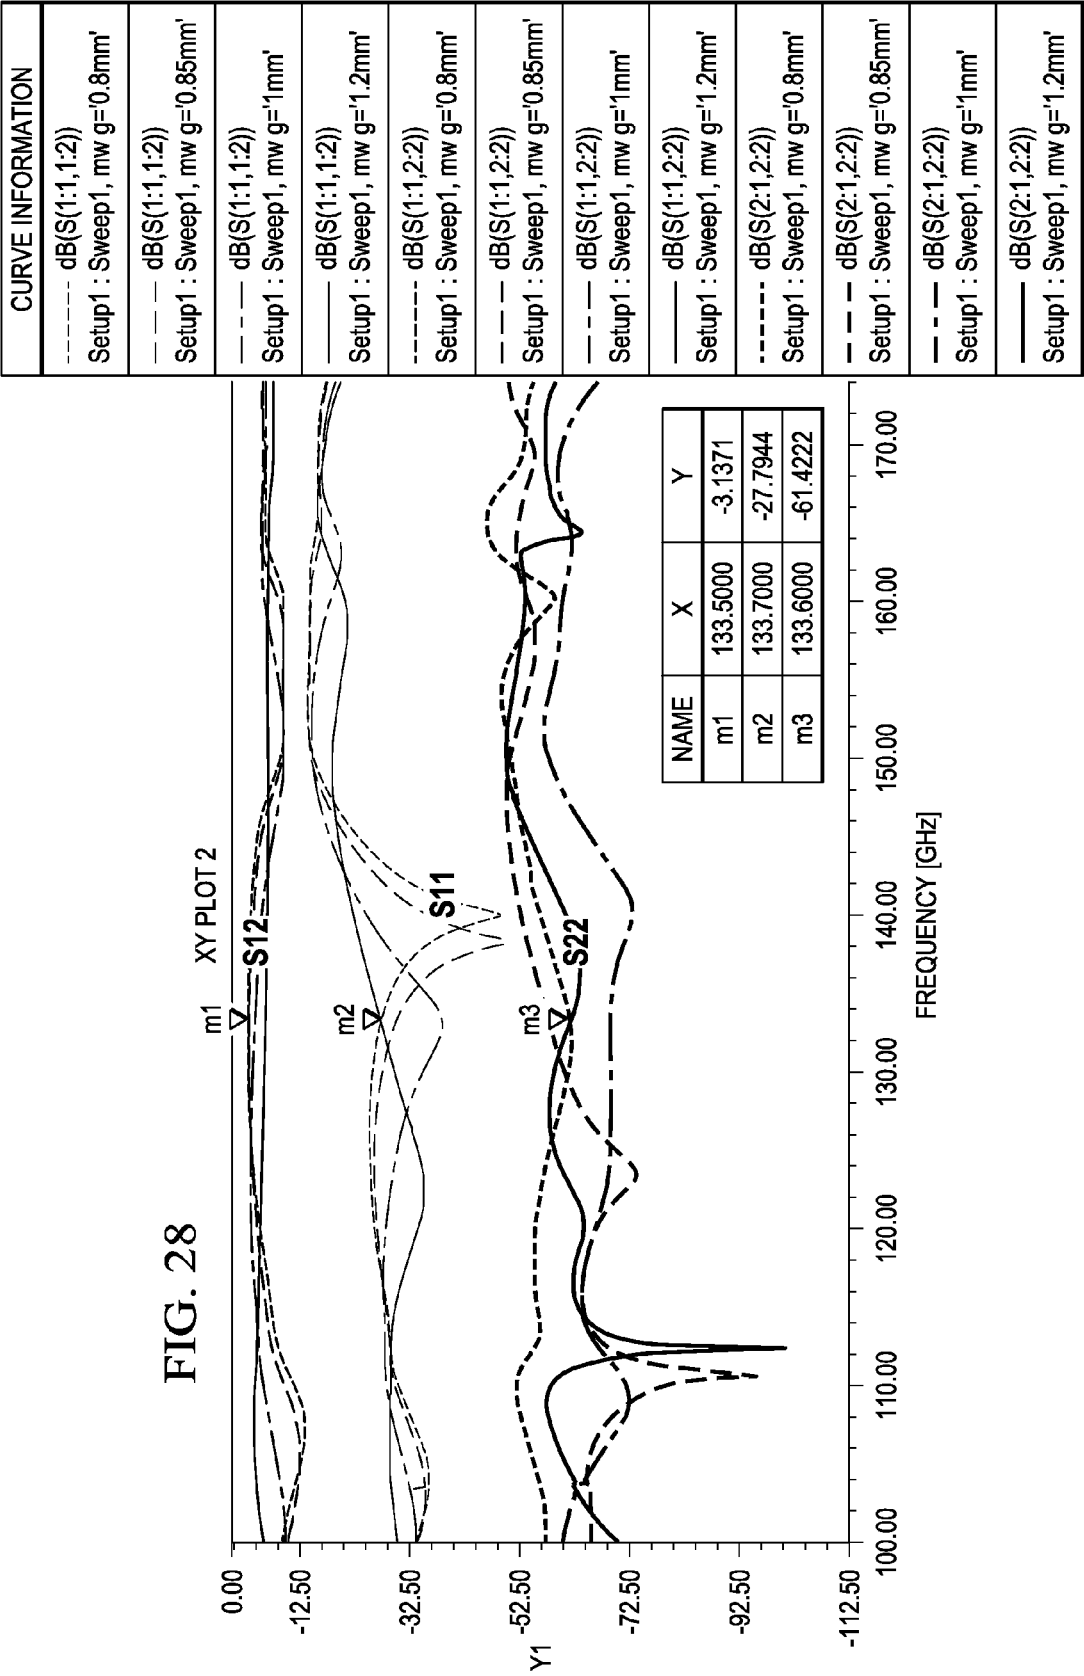 FIG. 28
XY PLOT 2
Y1
0.00
-12.50
-32.50
-52.50
-72.50
-92.50
-112.50
m1
S12
m2
S11
m3
S22
100.00
110.00
120.00
130.00
140.00
150.00
160.00
170.00
FREQUENCY [GHz]
NAME X Y
m1 133.5000 -3.1371
m2 133.7000 -27.7944
m3 133.6000 -61.4222
CURVE INFORMATION
dB(S(1:1,1:2))
Setup1 : Sweep1, mw g='0.8mm'
dB(S(1:1,1:2))
Setup1 : Sweep1, mw g='0.85mm'
dB(S(1:1,1:2))
Setup1 : Sweep1, mw g='1mm'
dB(S(1:1,1:2))
Setup1 : Sweep1, mw g='1.2mm'
dB(S(1:1,2:2))
Setup1 : Sweep1, mw g='0.8mm'
dB(S(1:1,2:2))
Setup1 : Sweep1, mw g='0.85mm'
dB(S(1:1,2:2))
Setup1 : Sweep1, mw g='1mm'
dB(S(1:1,2:2))
Setup1 : Sweep1, mw g='1.2mm'
dB(S(2:1,2:2))
Setup1 : Sweep1, mw g='0.8mm'
dB(S(2:1,2:2))
Setup1 : Sweep1, mw g='0.85mm'
dB(S(2:1,2:2))
Setup1 : Sweep1, mw g='1mm'
dB(S(2:1,2:2))
Setup1 : Sweep1, mw g='1.2mm'